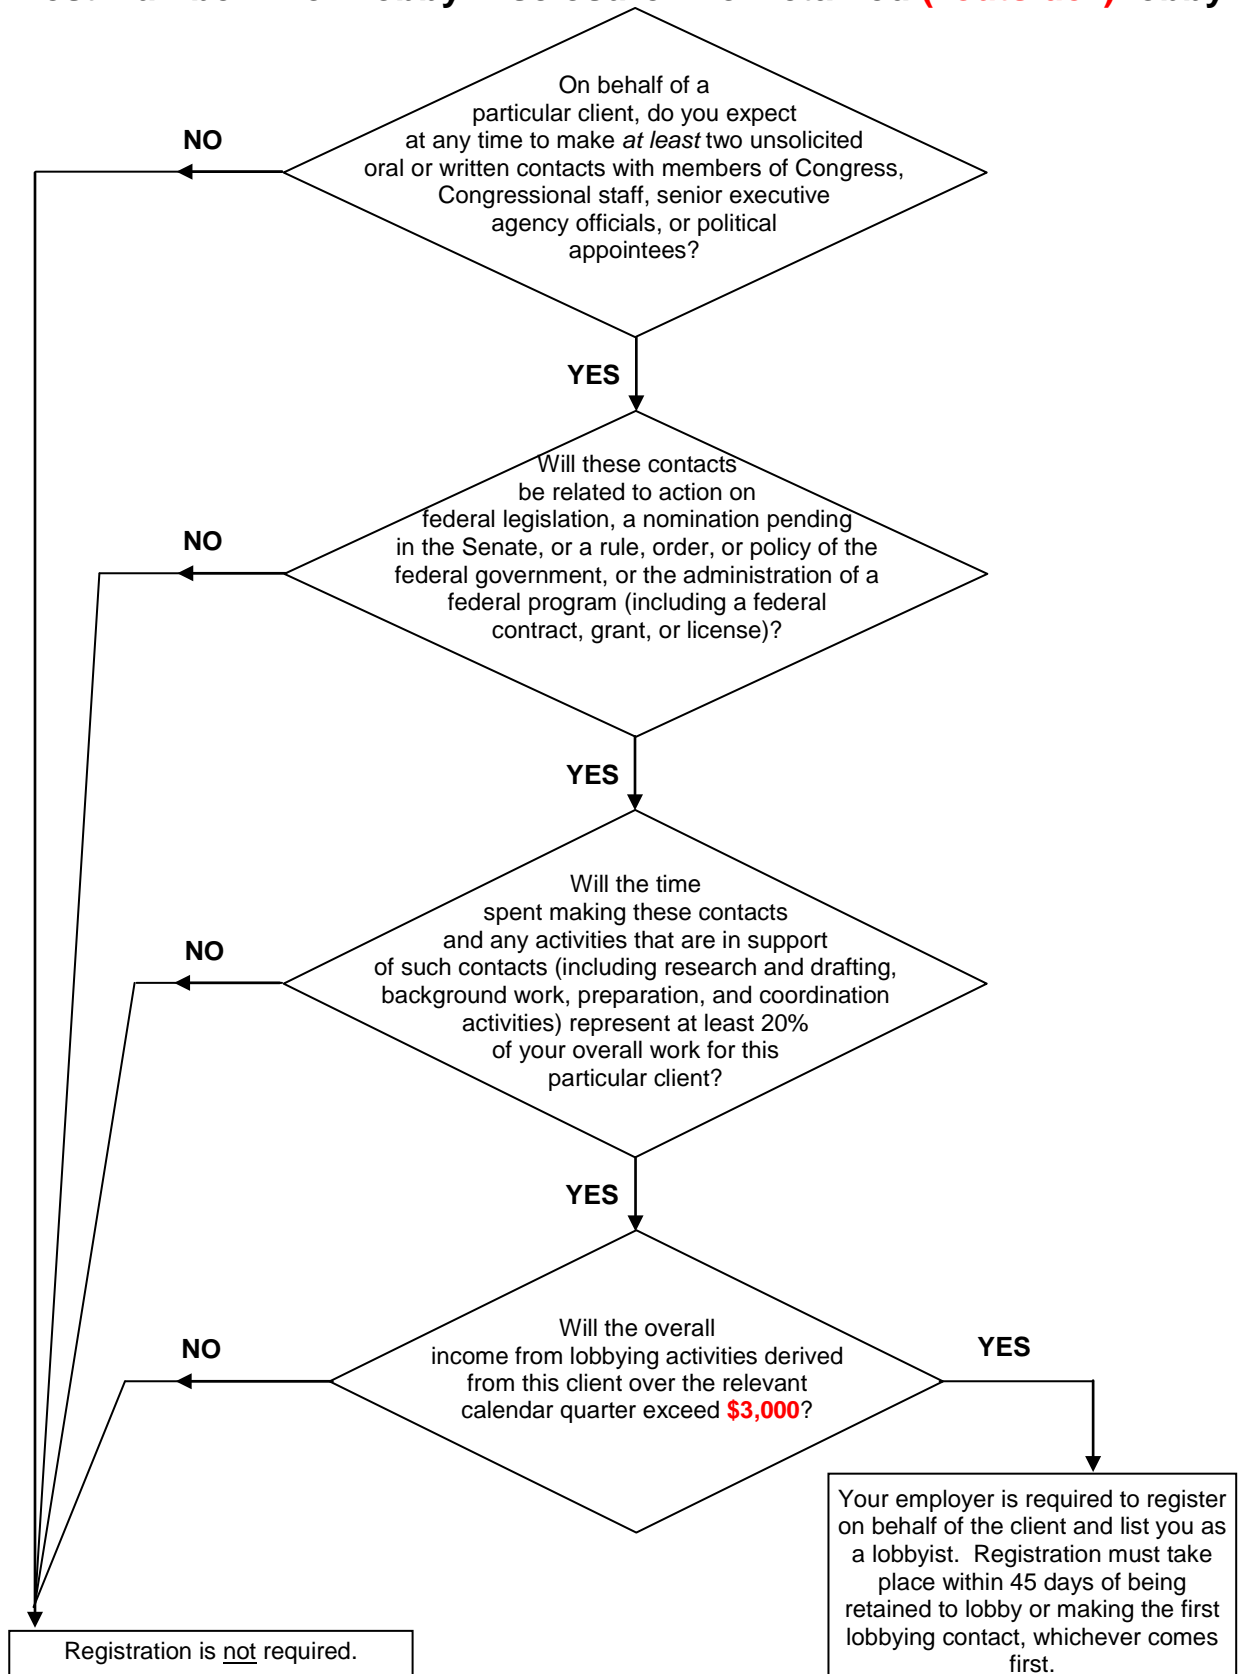 (“outside”)
On behalf of a
particular client, do you expect
at any time to make at least two unsolicited
oral or written contacts with members of Congress,
Congressional staff, senior executive
agency officials, or political
appointees?
NO
YES
Will these contacts
be related to action on
federal legislation, a nomination pending
in the Senate, or a rule, order, or policy of the
federal government, or the administration of a
federal program (including a federal
contract, grant, or license)?
NO
YES
Will the time
spent making these contacts
and any activities that are in support
of such contacts (including research and drafting,
background work, preparation, and coordination
activities) represent at least 20%
of your overall work for this
particular client?
NO
YES
Will the overall
income from lobbying activities derived
from this client over the relevant
calendar quarter exceed $3,000?
NO
YES
Your employer is required to register
on behalf of the client and list you as
a lobbyist.  Registration must take
place within 45 days of being
retained to lobby or making the first
lobbying contact, whichever comes
first.
Registration is not required.